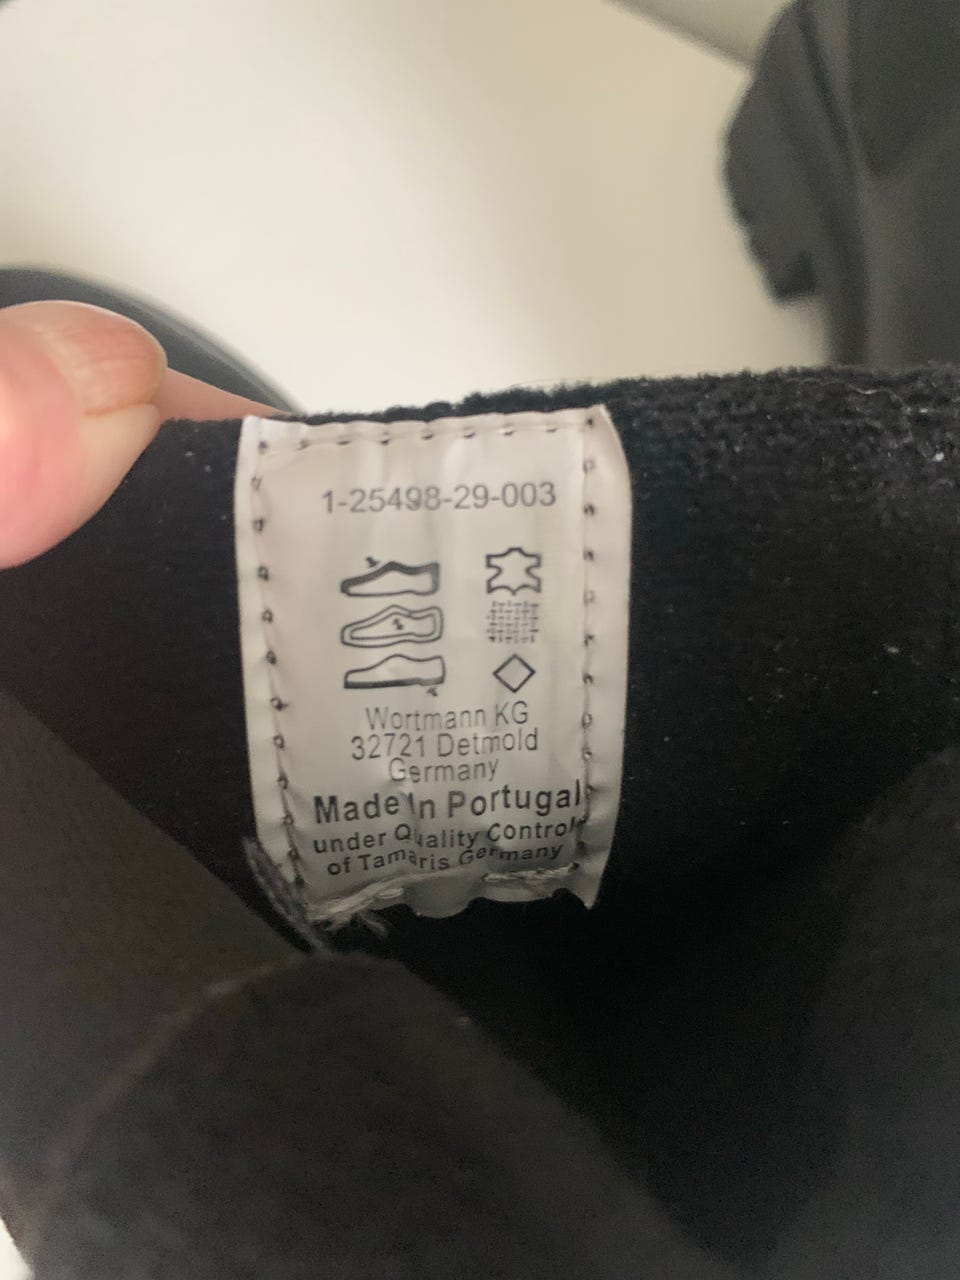 1-25498-29-003
Wortmann KG
32721 Detmold
Germany
Made In Portugal
under Quality Control
of Tamaris Germany